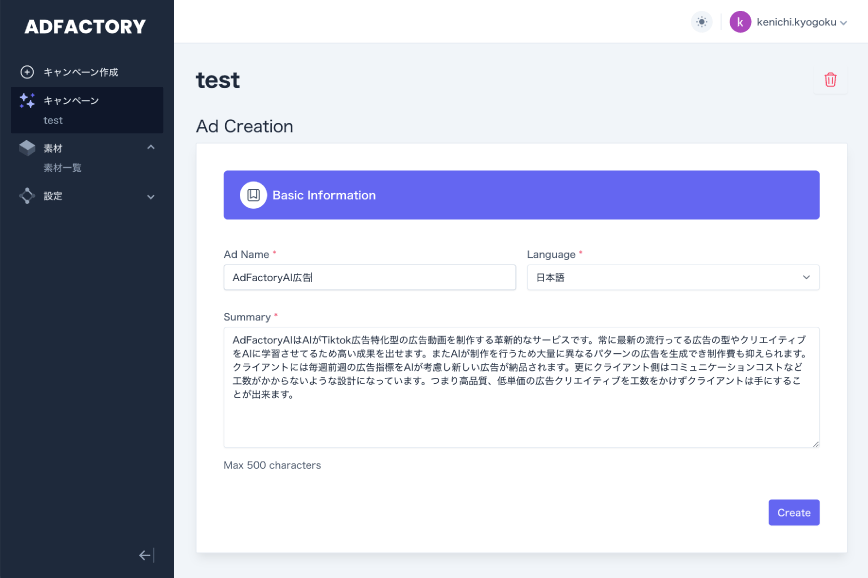 ADFACTORY
キャンペーン作成
キャンペーン
test
素材
素材一覧
設定
k
kenichi.kyogoku
test
Ad Creation
Basic Information
Ad Name *
Language *
AdFactoryAI広告
日本語
Summary *
AdFactoryAIはAIがTiktok広告特化型の広告動画を制作する革新的なサービスです。常に最新の流行ってる広告の型やクリエイティブ
をAIに学習させてるため高い成果を出せます。またAIが制作を行うため大量に異なるパターンの広告を生成でき制作費も抑えられます。
クライアントには毎週前週の広告指標をAIが考慮し新しい広告が納品されます。更にクライアント側はコミュニケーションコストなど
工数がかからないような設計になっています。つまり高品質、低単価の広告クリエイティブを工数をかけずクライアントは手にするこ
とが出来ます。
Max 500 characters
Create